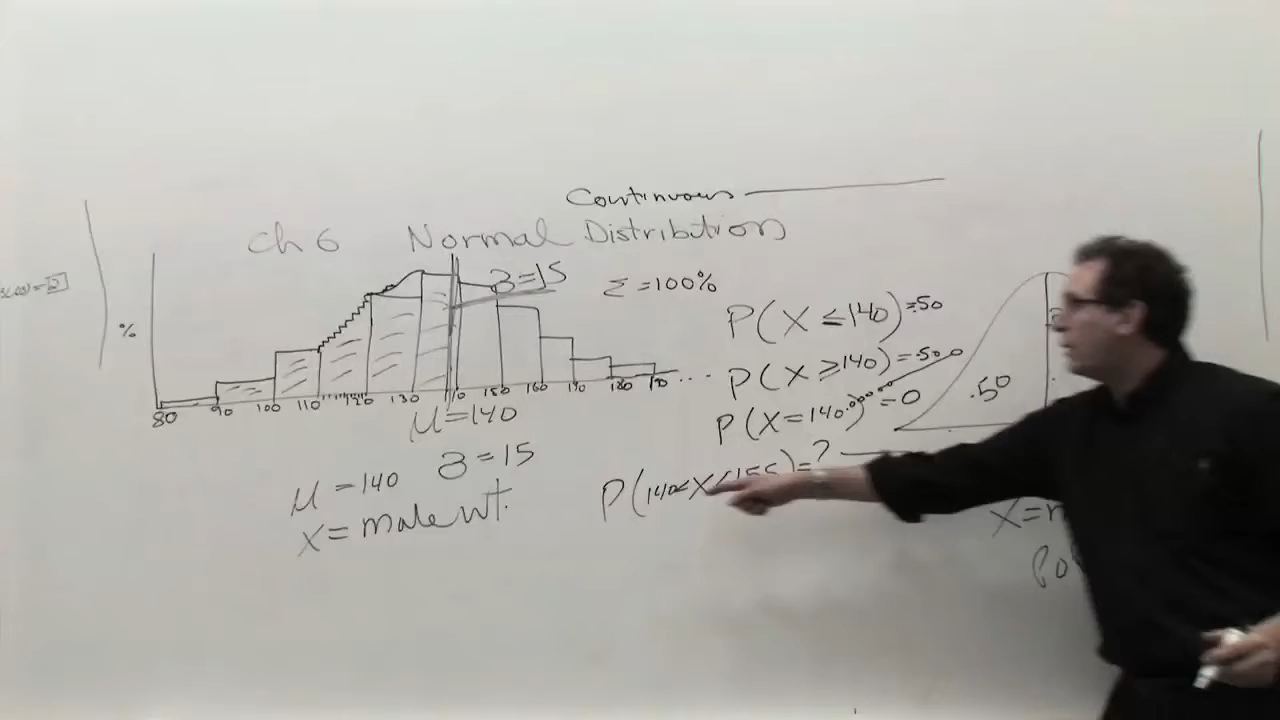 Continuous
Ch 6 Normal Distribution
σ=15 Σ=100%
%
P(X≤140)=.50
P(X≥140)=.50
P(X=140.000)=0
80 90 100 110 120 130 150 160 170 180 190 ...
μ=140
μ=140 σ=15
x=male wt.
P(140<X<155)=?
.50